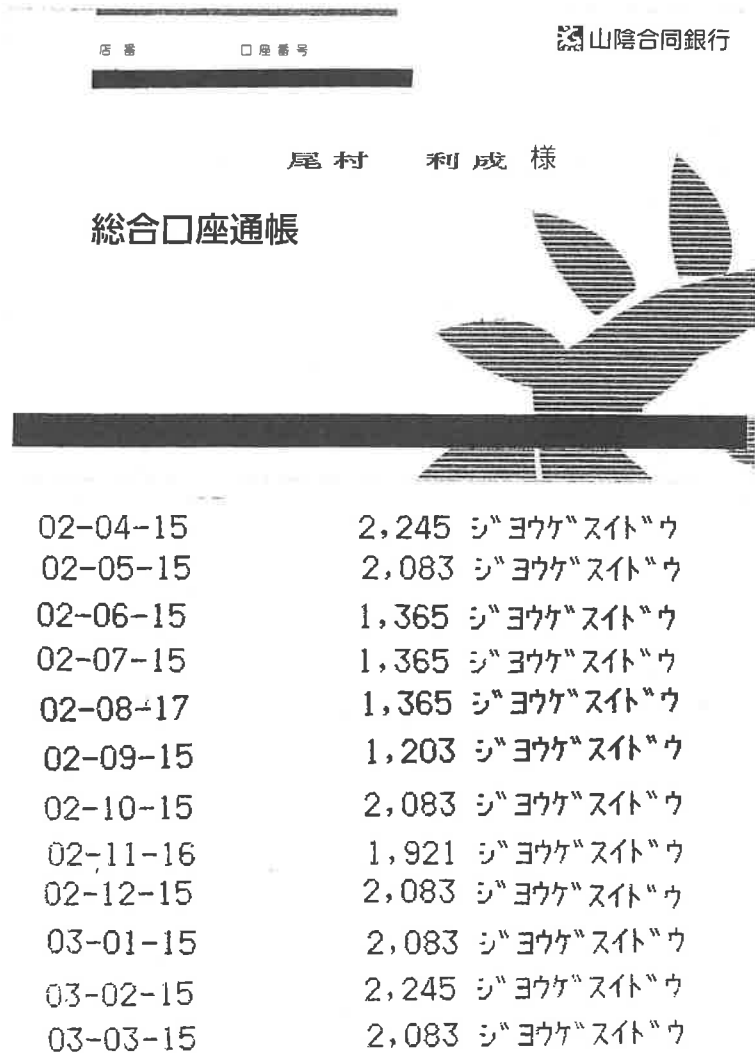 山陰合同銀行
店番 口座番号
尾村 利成 様
総合口座通帳
02-04-15 2,245 ジヨウゲスイドウ
02-05-15 2,083 ジヨウゲスイドウ
02-06-15 1,365 ジヨウゲスイドウ
02-07-15 1,365 ジヨウゲスイドウ
02-08-17 1,365 ジヨウゲスイドウ
02-09-15 1,203 ジヨウゲスイドウ
02-10-15 2,083 ジヨウゲスイドウ
02-11-16 1,921 ジヨウゲスイドウ
02-12-15 2,083 ジヨウゲスイドウ
03-01-15 2,083 ジヨウゲスイドウ
03-02-15 2,245 ジヨウゲスイドウ
03-03-15 2,083 ジヨウゲスイドウ